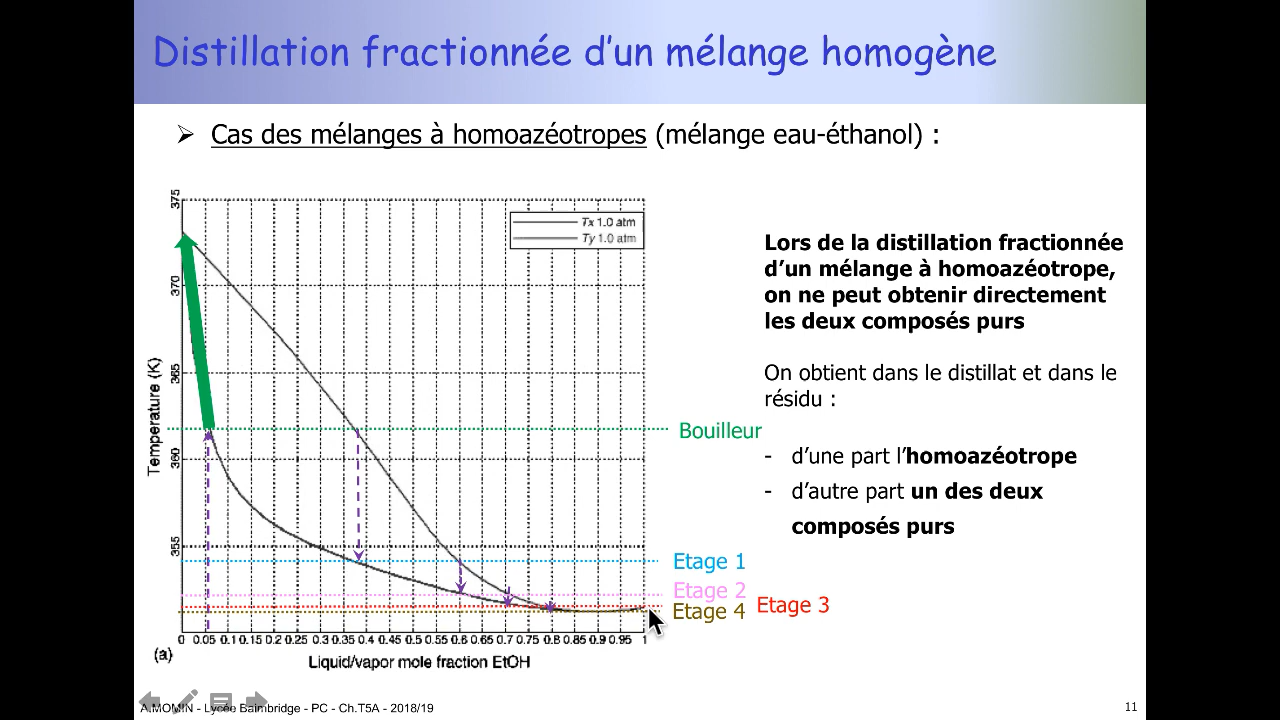 Distillation fractionnée d’un mélange homogène
➢ Cas des mélanges à homoazéotropes (mélange eau-éthanol) :
375
Tx 1.0 atm
Ty 1.0 atm
370
365
Temperature (K)
360
355
Lors de la distillation fractionnée
d’un mélange à homoazéotrope,
on ne peut obtenir directement
les deux composés purs
On obtient dans le distillat et dans le
résidu :
Bouilleur
- d’une part l’homoazéotrope
- d’autre part un des deux
composés purs
Etage 1
Etage 2
Etage 3
Etage 4
0 0.05 0.1 0.15 0.2 0.25 0.3 0.35 0.4 0.45 0.5 0.55 0.6 0.65 0.7 0.75 0.8 0.85 0.9 0.95 1
(a)
Liquid/vapor mole fraction EtOH
A.MOMIN - Lycée Baimbridge - PC - Ch.T5A - 2018/19
11